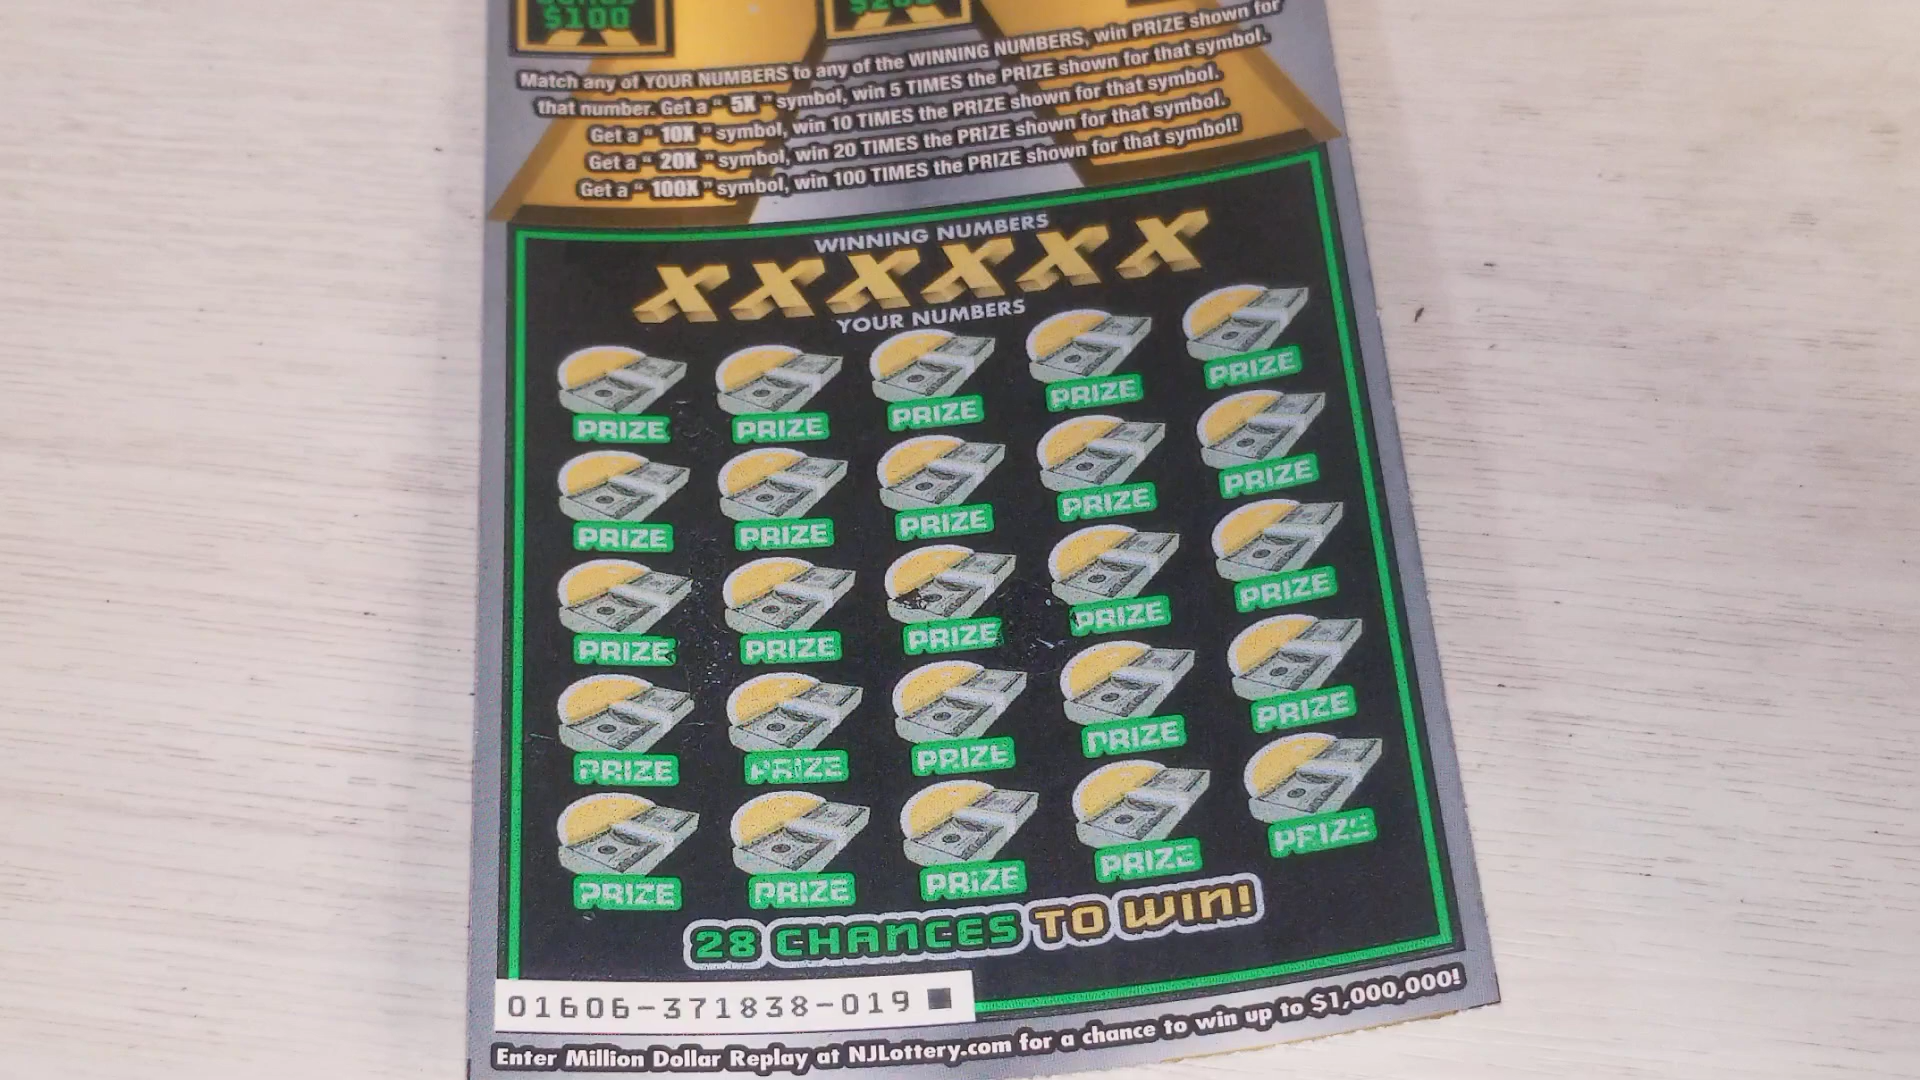 $100
Match any of YOUR NUMBERS to any of the WINNING NUMBERS, win PRIZE shown for
that number. Get a "5X" symbol, win 5 TIMES the PRIZE shown for that symbol.
Get a "10X" symbol, win 10 TIMES the PRIZE shown for that symbol.
Get a "20X" symbol, win 20 TIMES the PRIZE shown for that symbol.
Get a "100X" symbol, win 100 TIMES the PRIZE shown for that symbol!
WINNING NUMBERS
XXXXXX
YOUR NUMBERS
PRIZE PRIZE PRIZE PRIZE PRIZE
PRIZE PRIZE PRIZE PRIZE PRIZE
PRIZE PRIZE PRIZE PRIZE PRIZE
PRIZE PRIZE PRIZE PRIZE PRIZE
PRIZE PRIZE PRIZE PRIZE PRIZE
28 CHANCES TO WIN!
01606-371838-019
Enter Million Dollar Replay at NJLottery.com for a chance to win up to $1,000,000!